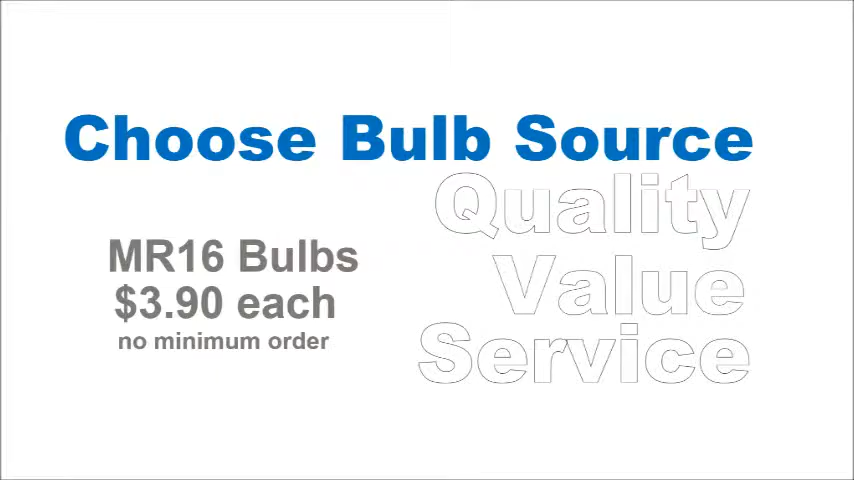 Choose Bulb Source
Quality
Value
Service
MR16 Bulbs
$3.90 each
no minimum order